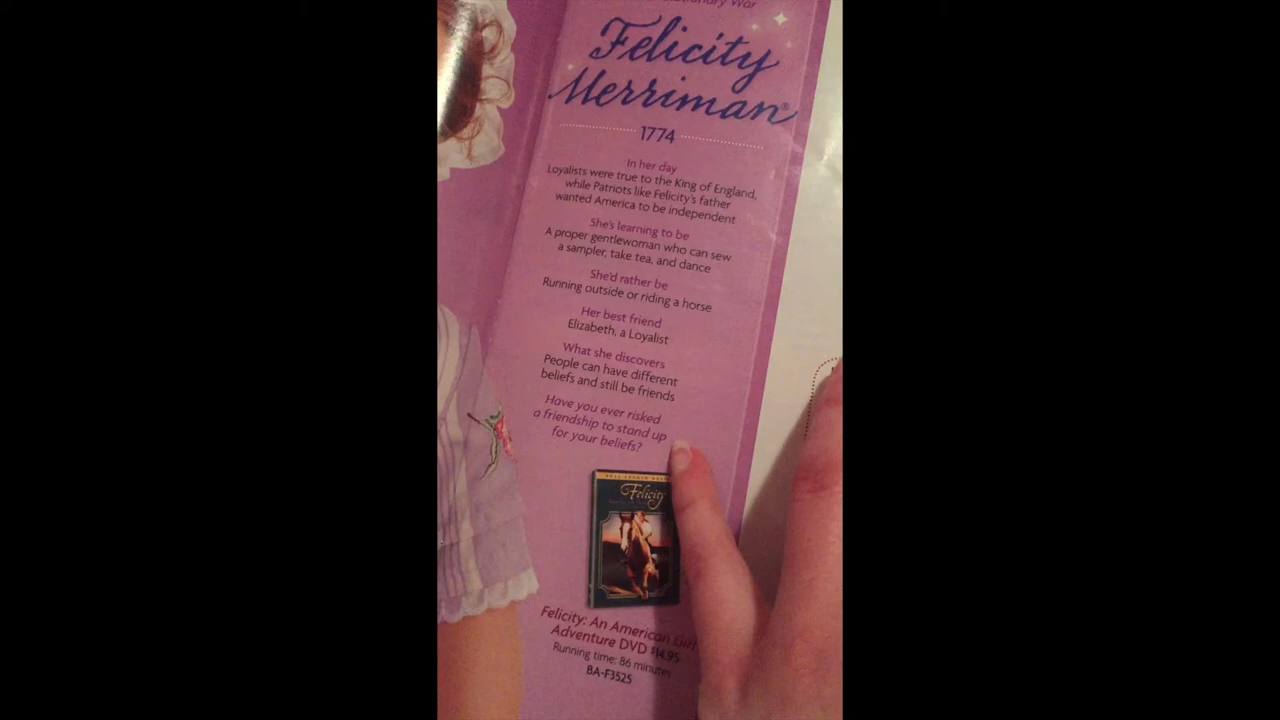 War
Felicity
Merriman®
1774
In her day
Loyalists were true to the King of England,
while Patriots like Felicity's father
wanted America to be independent
She's learning to be
A proper gentlewoman who can sew
a sampler, take tea, and dance
She'd rather be
Running outside or riding a horse
Her best friend
Elizabeth, a Loyalist
What she discovers
People can have different
beliefs and still be friends
Have you ever risked
a friendship to stand up
for your beliefs?
Felicity
Felicity: An American Girl
Adventure DVD $14.95
Running time: 86 minutes
BA-F3525